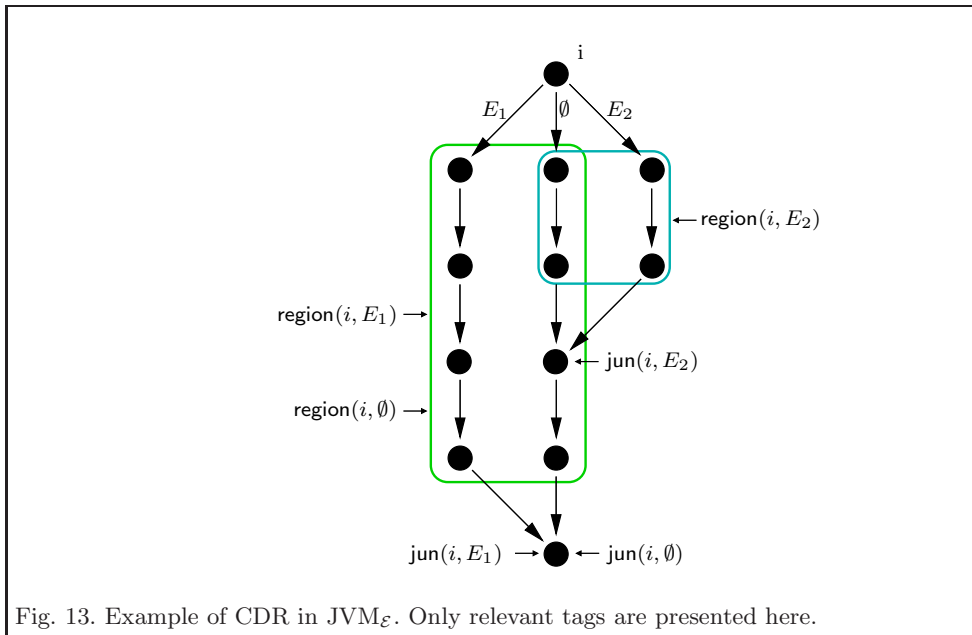 i
E₁ ∅ E₂
region(i, E₂)
region(i, E₁)
jun(i, E₂)
region(i, ∅)
jun(i, E₁) jun(i, ∅)
Fig. 13. Example of CDR in JVM_ℰ. Only relevant tags are presented here.